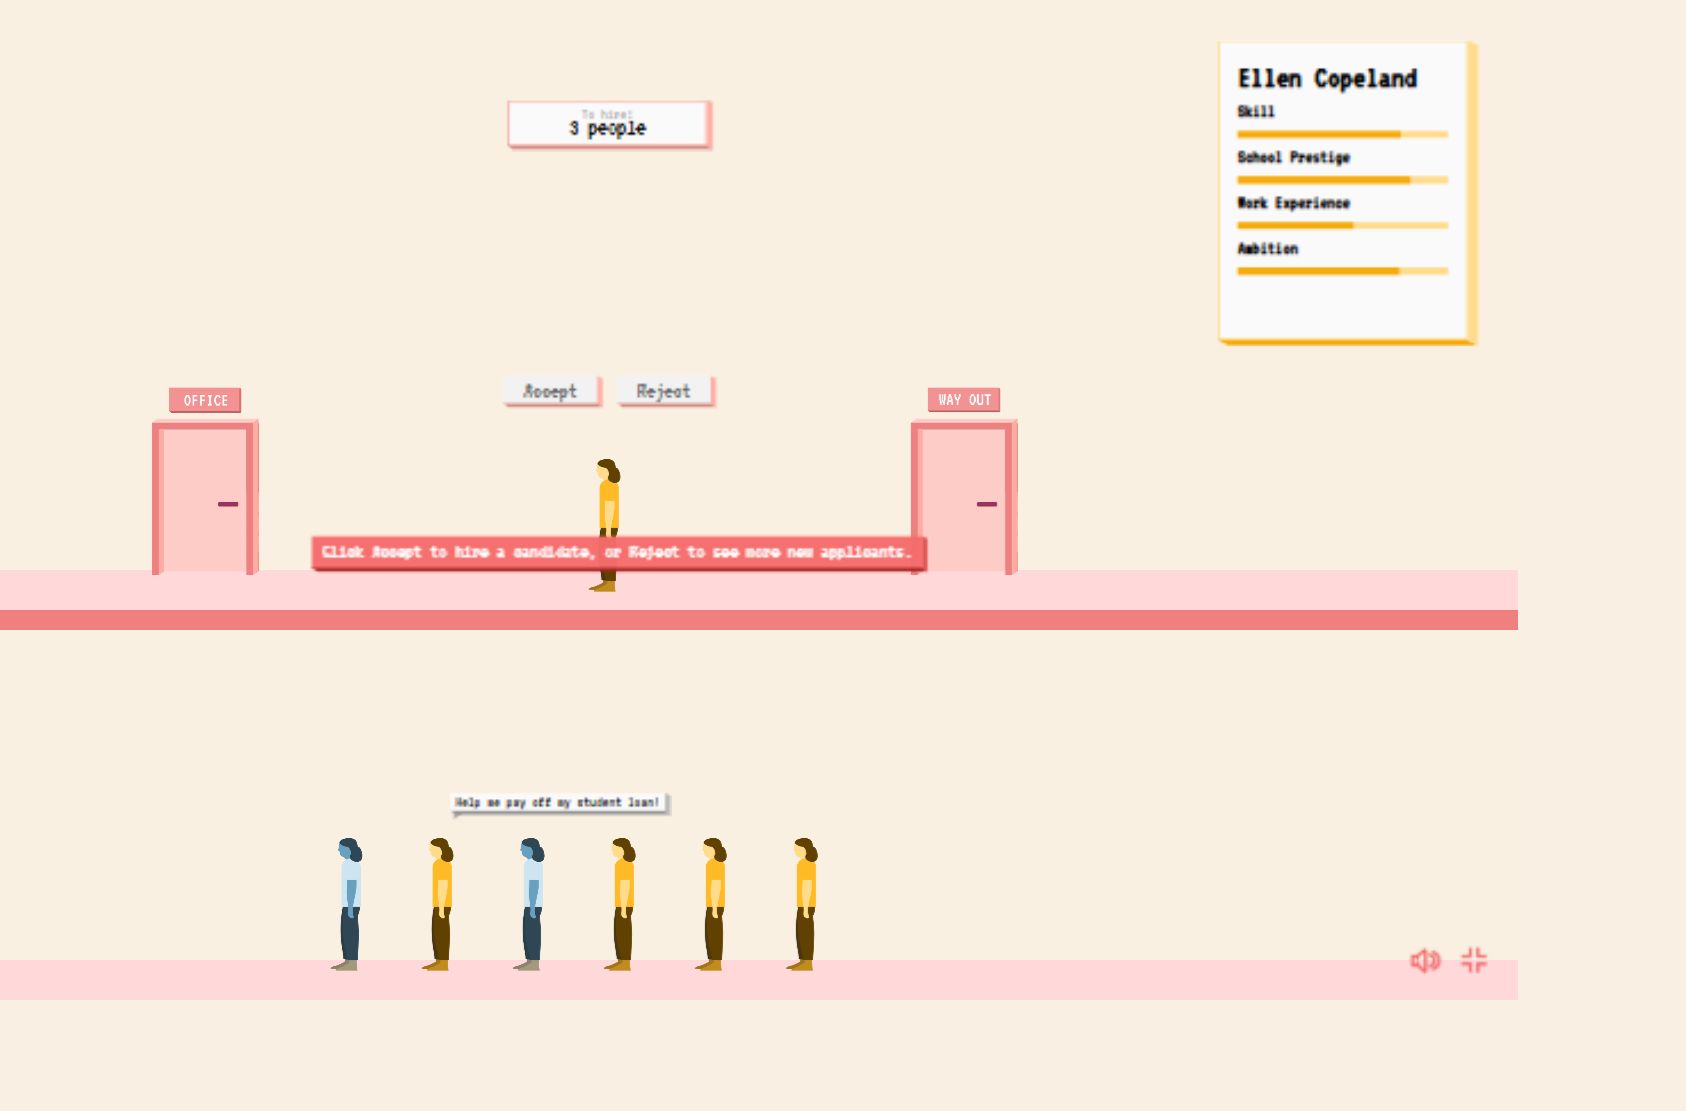 To hire:
3 people
Ellen Copeland
Skill
School Prestige
Work Experience
Ambition
Accept
Reject
OFFICE
WAY OUT
Click Accept to hire a candidate, or Reject to see more new applicants.
Help me pay off my student loan!